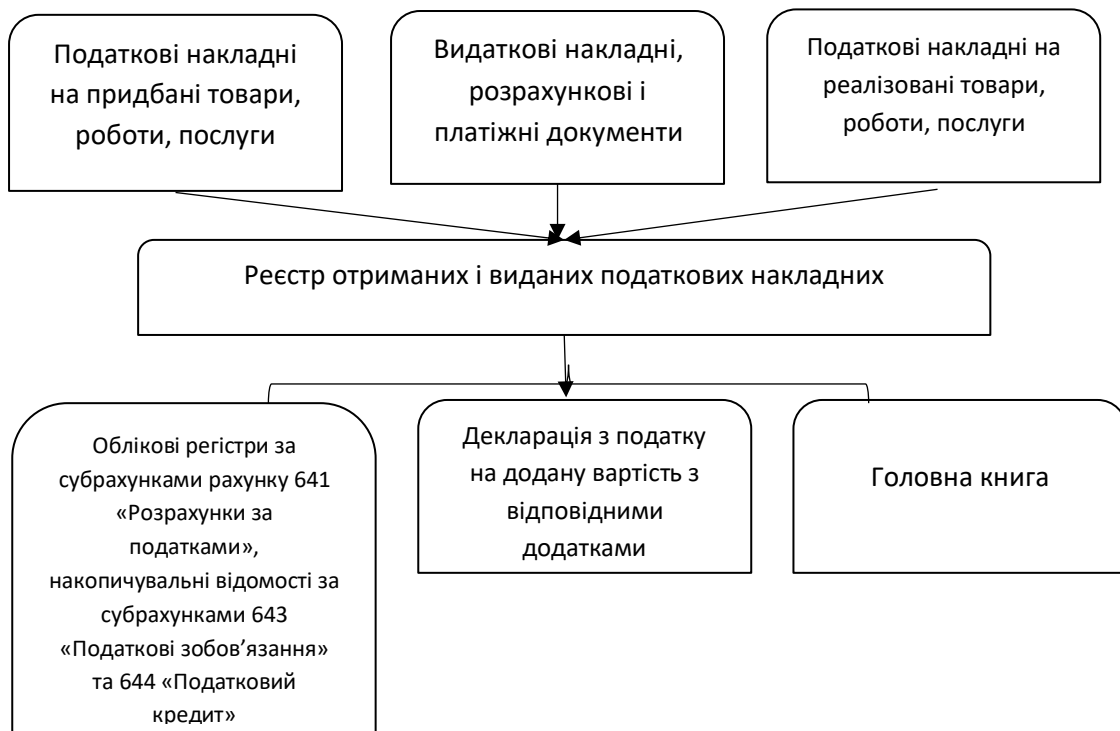 Податкові накладні
на придбані товари,
роботи, послуги
Видаткові накладні,
розрахункові і
платіжні документи
Податкові накладні на
реалізовані товари,
роботи, послуги
Реєстр отриманих і виданих податкових накладних
Облікові регістри за
субрахунками рахунку 641
«Розрахунки за
податками»,
накопичувальні відомості за
субрахунками 643
«Податкові зобов’язання»
та 644 «Податковий
кредит»
Декларація з податку
на додану вартість з
відповідними
додатками
Головна книга